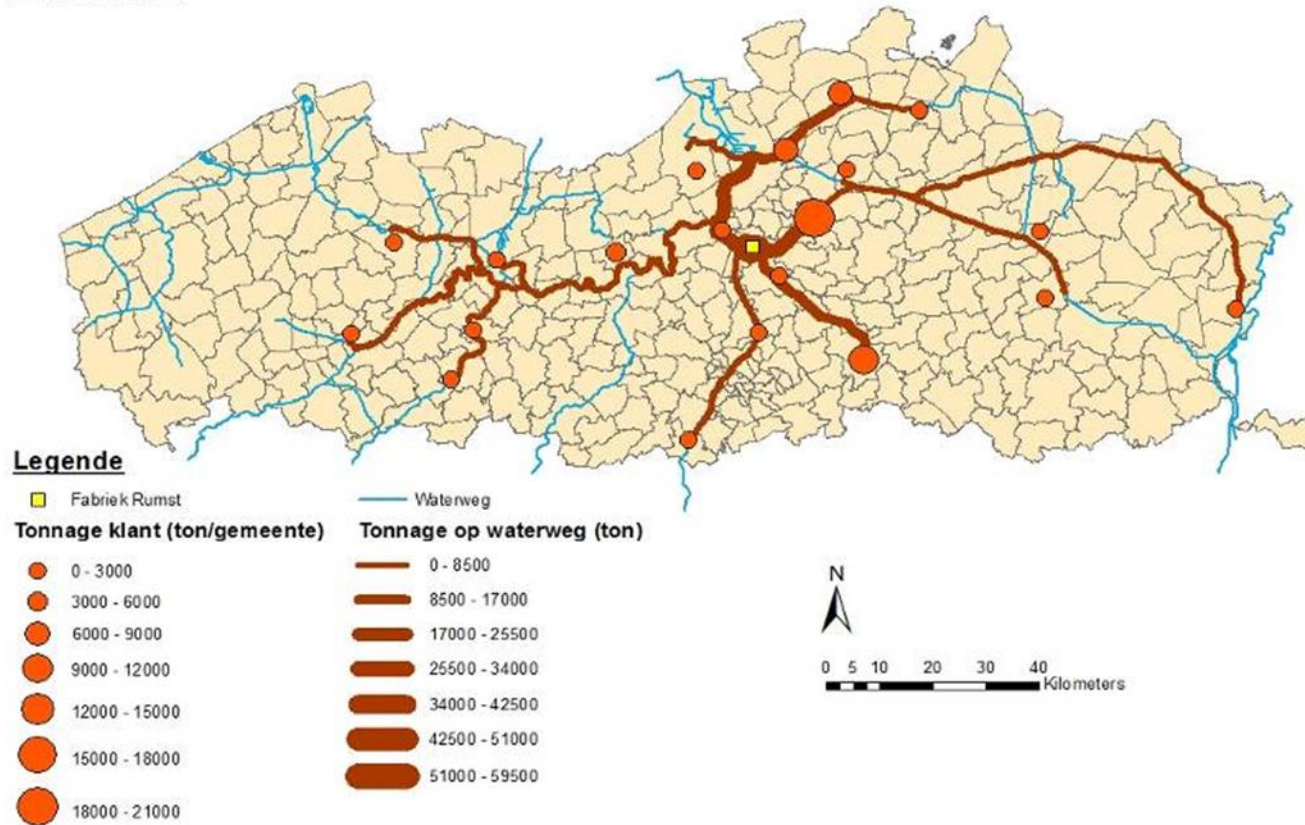 Legende
Fabriek Rumst
Waterweg
Tonnage klant (ton/gemeente)
Tonnage op waterweg (ton)
0 - 3000
3000 - 6000
6000 - 9000
9000 - 12000
12000 - 15000
15000 - 18000
18000 - 21000
0 - 8500
8500 - 17000
17000 - 25500
25500 - 34000
34000 - 42500
42500 - 51000
51000 - 59500
N
0 5 10 20 30 40
Kilometers